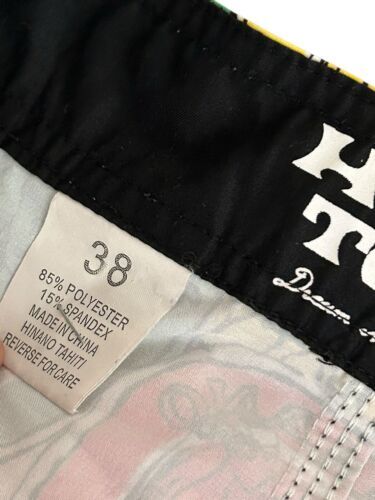 38
85% POLYESTER
15% SPANDEX
MADE IN CHINA
HINANO TAHITI
REVERSE FOR CARE